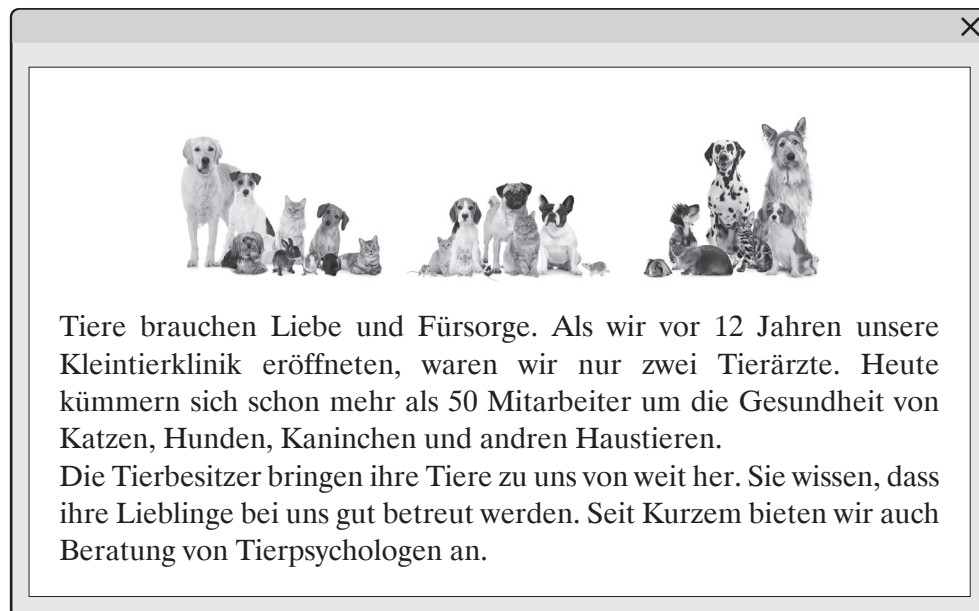 Tiere brauchen Liebe und Fürsorge. Als wir vor 12 Jahren unsere
Kleintierklinik eröffneten, waren wir nur zwei Tierärzte. Heute
kümmern sich schon mehr als 50 Mitarbeiter um die Gesundheit von
Katzen, Hunden, Kaninchen und andren Haustieren.
Die Tierbesitzer bringen ihre Tiere zu uns von weit her. Sie wissen, dass
ihre Lieblinge bei uns gut betreut werden. Seit Kurzem bieten wir auch
Beratung von Tierpsychologen an.